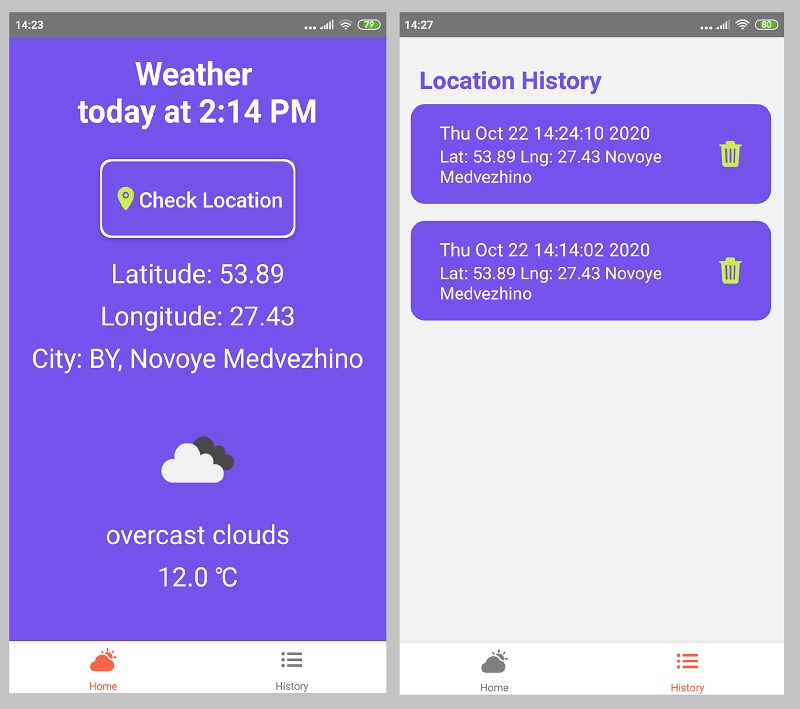 14:23
79
Weather
today at 2:14 PM
Check Location
Latitude: 53.89
Longitude: 27.43
City: BY, Novoye Medvezhino
overcast clouds
12.0 ℃
Home
History
14:27
80
Location History
Thu Oct 22 14:24:10 2020
Lat: 53.89 Lng: 27.43 Novoye
Medvezhino
Thu Oct 22 14:14:02 2020
Lat: 53.89 Lng: 27.43 Novoye
Medvezhino
Home
History